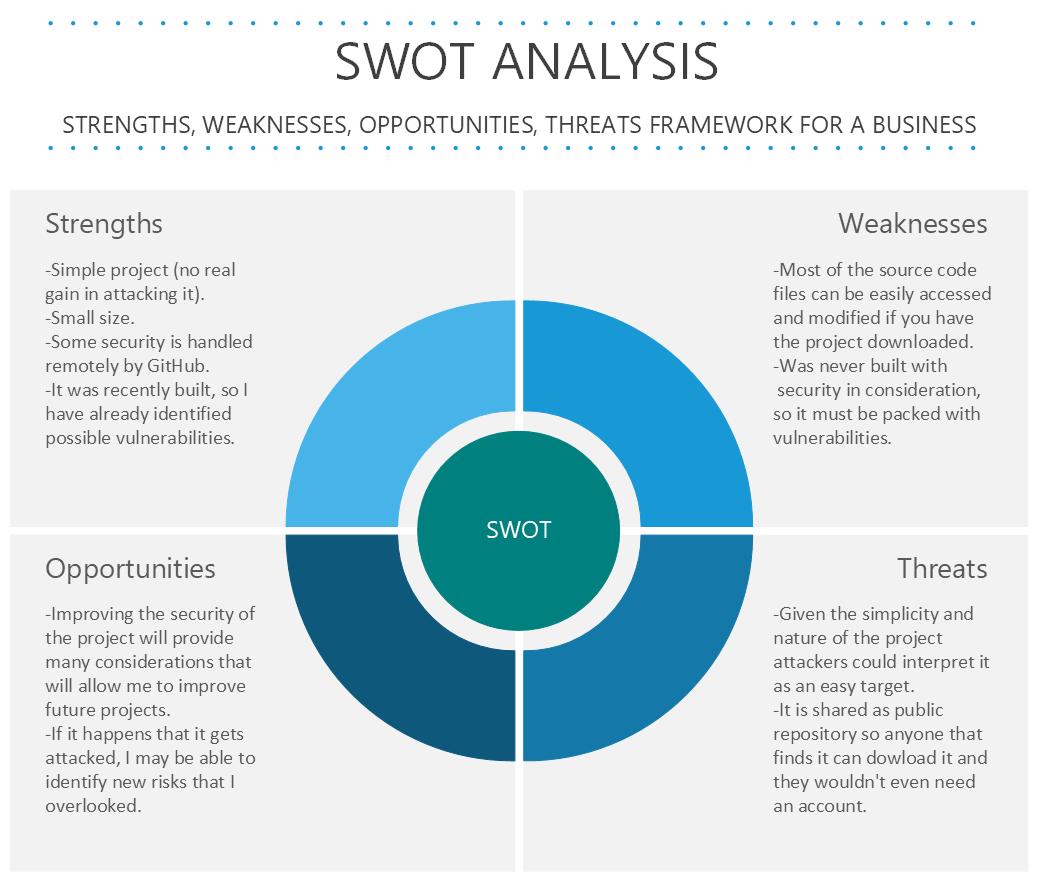 SWOT ANALYSIS
STRENGTHS, WEAKNESSES, OPPORTUNITIES, THREATS FRAMEWORK FOR A BUSINESS
Strengths
-Simple project (no real
gain in attacking it).
-Small size.
-Some security is handled
remotely by GitHub.
-It was recently built, so I
have already identified
possible vulnerabilities.
Weaknesses
-Most of the source code
files can be easily accessed
and modified if you have
the project downloaded.
-Was never built with
security in consideration,
so it must be packed with
vulnerabilities.
SWOT
Opportunities
-Improving the security of
the project will provide
many considerations that
will allow me to improve
future projects.
-If it happens that it gets
attacked, I may be able to
identify new risks that I
overlooked.
Threats
-Given the simplicity and
nature of the project
attackers could interpret it
as an easy target.
-It is shared as public
repository so anyone that
finds it can dowload it and
they wouldn't even need
an account.